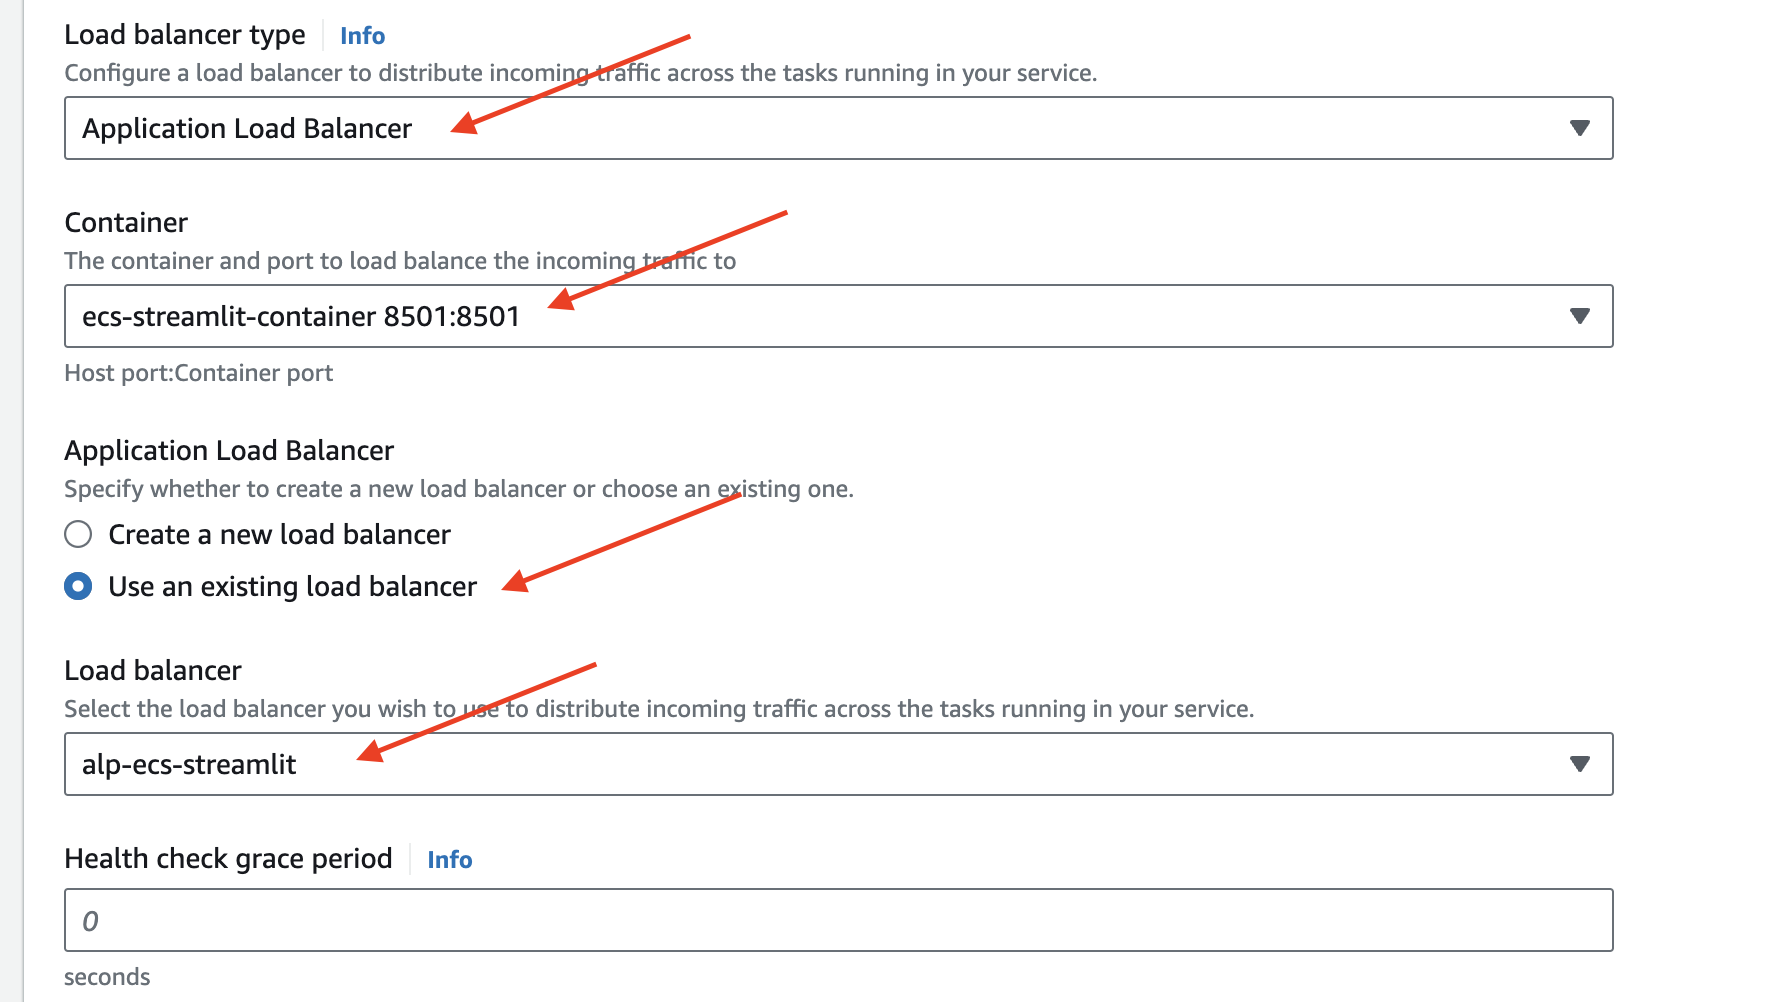 Load balancer type Info
Configure a load balancer to distribute incoming traffic across the tasks running in your service.
Application Load Balancer
Container
The container and port to load balance the incoming traffic to
ecs-streamlit-container 8501:8501
Host port:Container port
Application Load Balancer
Specify whether to create a new load balancer or choose an existing one.
Create a new load balancer
Use an existing load balancer
Load balancer
Select the load balancer you wish to use to distribute incoming traffic across the tasks running in your service.
alp-ecs-streamlit
Health check grace period Info
0
seconds